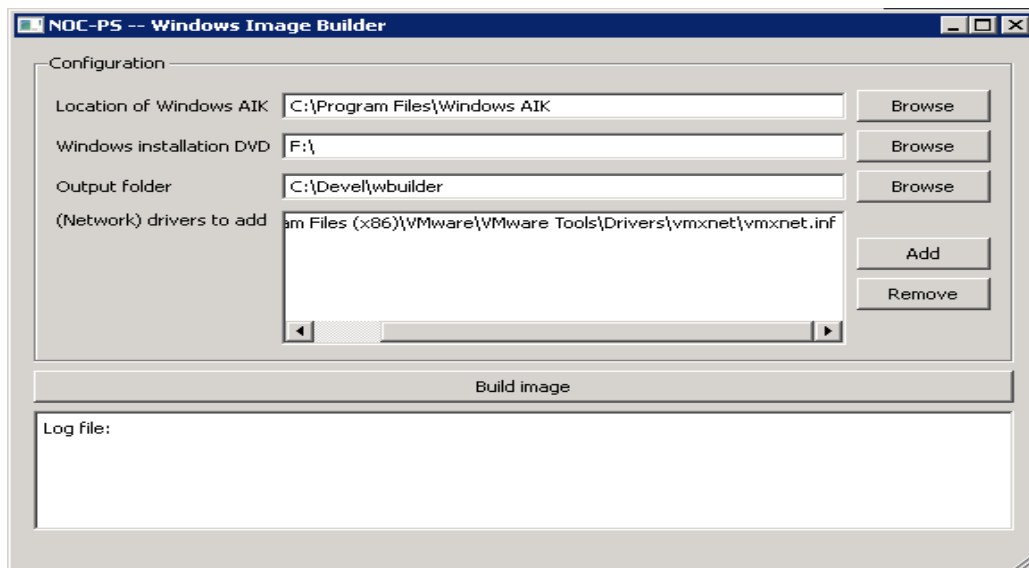 NOC-PS -- Windows Image Builder
Configuration
Location of Windows AIK C:\Program Files\Windows AIK Browse
Windows installation DVD F:\ Browse
Output folder C:\Devel\wbuilder Browse
(Network) drivers to add am Files (x86)\VMware\VMware Tools\Drivers\vmxnet\vmxnet.inf
Add
Remove
Build image
Log file: